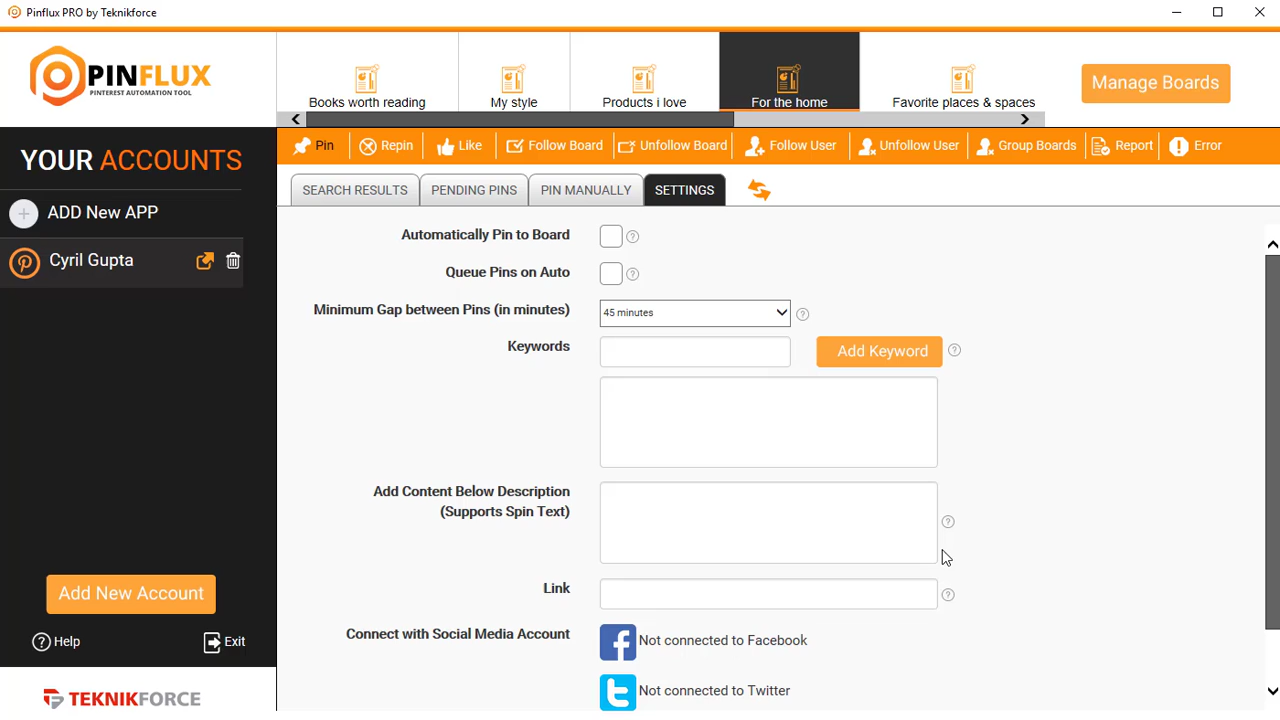 Pinflux PRO by Teknikforce
PINFLUX
PINTEREST AUTOMATION TOOL
Books worth reading
My style
Products i love
For the home
Favorite places & spaces
Manage Boards
YOUR ACCOUNTS
ADD New APP
Cyril Gupta
Add New Account
? Help
Exit
TEKNIKFORCE
Pin
Repin
Like
Follow Board
Unfollow Board
Follow User
Unfollow User
Group Boards
Report
Error
SEARCH RESULTS
PENDING PINS
PIN MANUALLY
SETTINGS
Automatically Pin to Board ?
Queue Pins on Auto ?
Minimum Gap between Pins (in minutes) 45 minutes ?
Keywords Add Keyword ?
Add Content Below Description
(Supports Spin Text) ?
Link ?
Connect with Social Media Account Not connected to Facebook
Not connected to Twitter